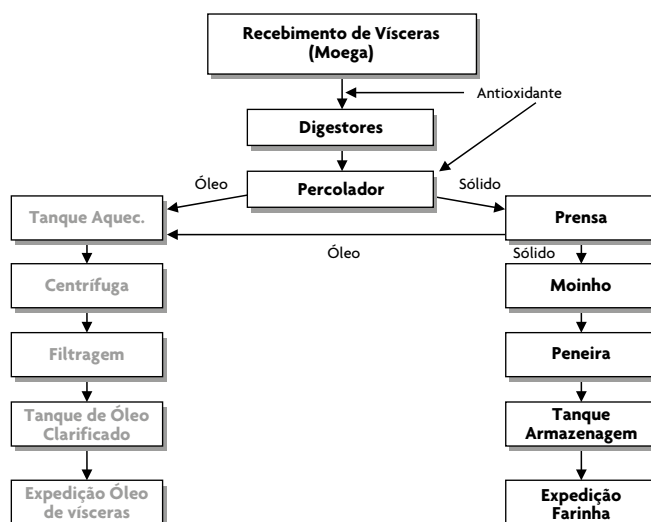 Recebimento de Vísceras
(Moega)
Antioxidante
Digestores
Óleo
Percolador
Sólido
Tanque Aquec.
Prensa
Óleo
Sólido
Centrífuga
Moinho
Filtragem
Peneira
Tanque de Óleo
Clarificado
Tanque
Armazenagem
Expedição Óleo
de vísceras
Expedição
Farinha